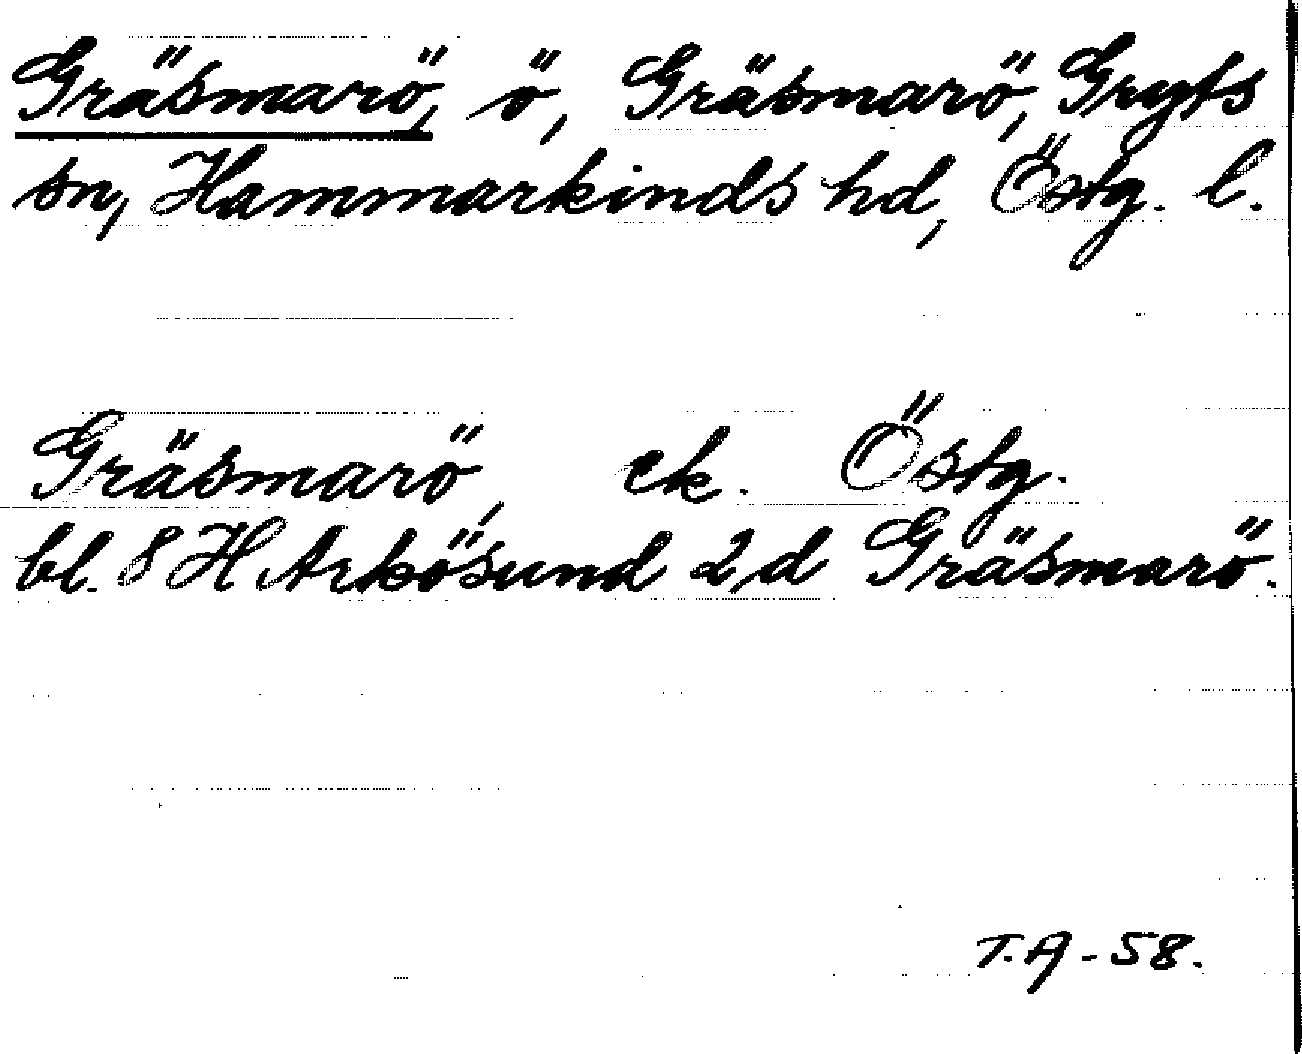 Gräsmarö, ö, Gräsmarö, Gryts
sn, Hammarkinds hd, Östg. l.
Gräsmarö, ek. Östg.
bl. 8 H Arkösund 2 d Gräsmarö.
T.A-58.